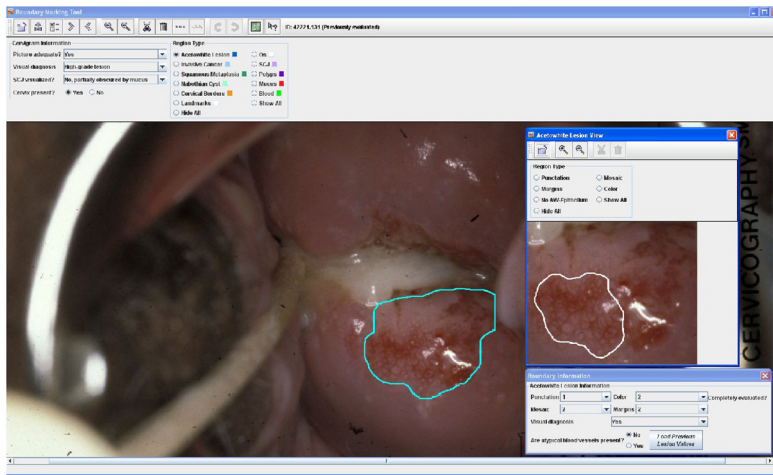 Boundary Marking Tool
ID: 42221.131 (Previously evaluated)
Cervigram Information
Picture adequate? Yes
Visual diagnosis High-grade lesion
SCJ visualized? No, partially obscured by mucus
Cervix present? Yes No
Region Type
Acetowhite Lesion Os
Invasive Cancer SCJ
Squamous Metaplasia Polyps
Nabothian Cyst Mucus
Cervical Borders Blood
Landmarks Show All
Hide All
Acetowhite Lesion View
Region Type
Punctation Mosaic
Margins Color
No AW-Epithelium Show All
Hide All
CERVICOGRAPHY
Boundary Information
Acetowhite Lesion Information
Punctation 1 Color 2 Completely evaluated?
Mosaic 2 Margins 2
Visual diagnosis Yes
Are atypical blood vessels present? No Yes
Load Previous
Lesion Values